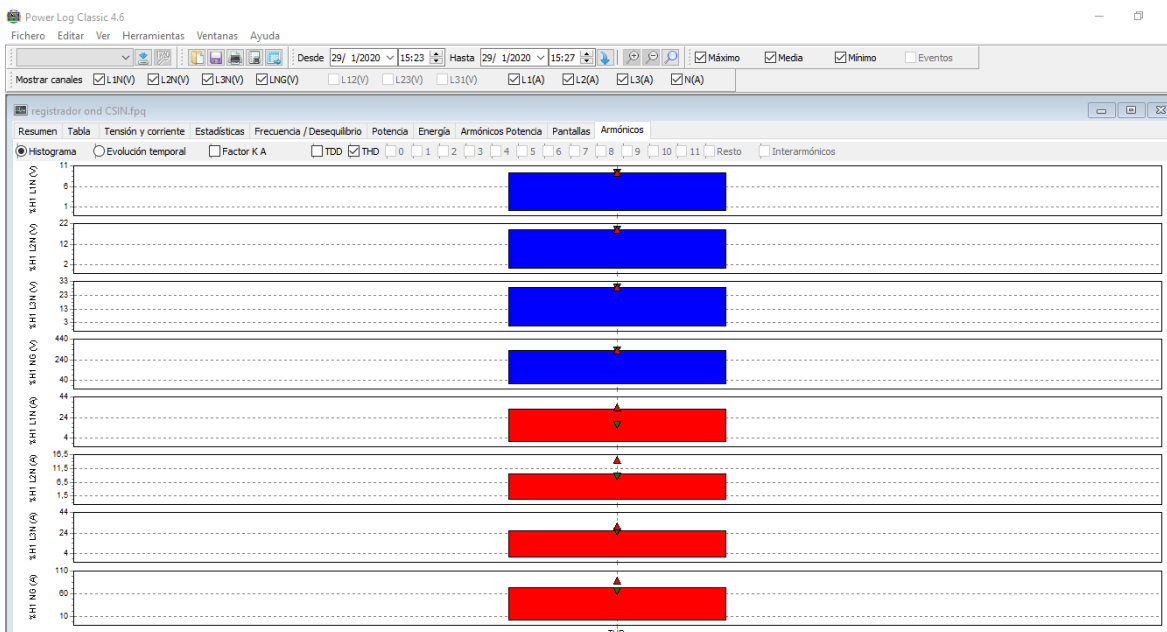 Power Log Classic 4.6
Fichero Editar Ver Herramientas Ventanas Ayuda
Desde 29/ 1/2020 15:23 Hasta 29/ 1/2020 15:27 Máximo Media Mínimo Eventos
Mostrar canales L1N(V) L2N(V) L3N(V) LNG(V) L12(V) L23(V) L31(V) L1(A) L2(A) L3(A) N(A)
registrador ond CSIN.fpq
Resumen Tabla Tensión y corriente Estadísticas Frecuencia / Desequilibrio Potencia Energía Armónicos Potencia Pantallas Armónicos
Histograma Evolución temporal Factor K A TDD THD 0 1 2 3 4 5 6 7 8 9 10 11 Resto Interarmónicos
%H1 L1N (V)
11
6
1
%H1 L2N (V)
22
12
2
%H1 L3N (V)
33
23
13
3
%H1 NG (V)
440
240
40
%H1 L1N (A)
44
24
4
%H1 L2N (A)
16,5
11,5
6,5
1,5
%H1 L3N (A)
44
24
4
%H1 NG (A)
110
60
10